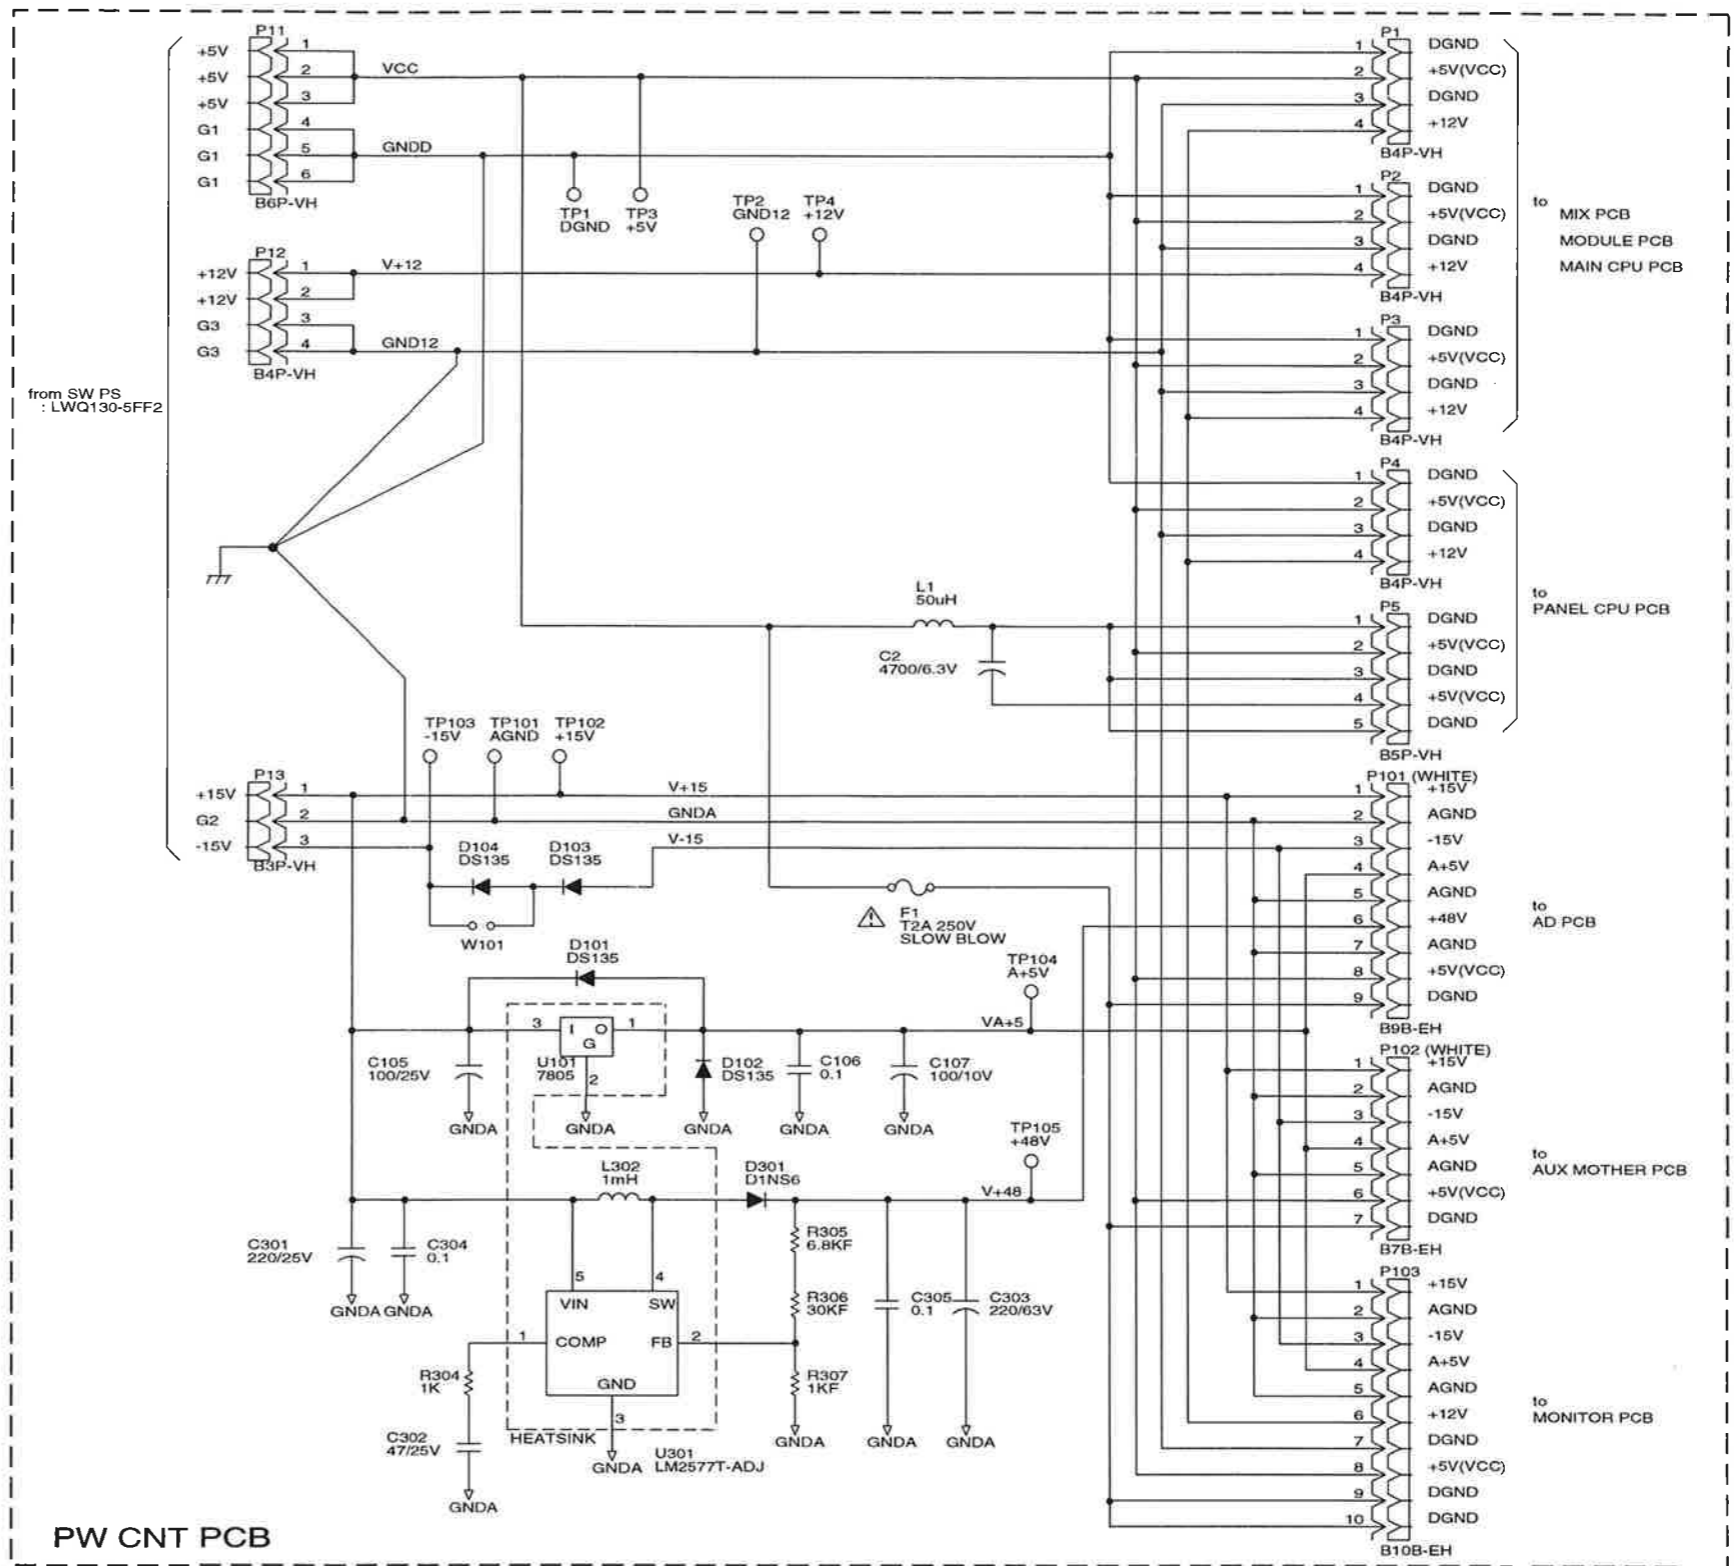 P11
+5V 1
+5V 2 VCC
+5V 3
G1 4
G1 5 GNDD
G1 6
B6P-VH
TP1
DGND
TP3
+5V
TP2
GND12
TP4
+12V
P12
+12V 1 V+12
+12V 2
G3 3
G3 4 GND12
B4P-VH
from SW PS
: LWQ130-5FF2
P1
1 DGND
2 +5V(VCC)
3 DGND
4 +12V
B4P-VH
P2
1 DGND
2 +5V(VCC)
3 DGND
4 +12V
B4P-VH
P3
1 DGND
2 +5V(VCC)
3 DGND
4 +12V
B4P-VH
to
MIX PCB
MODULE PCB
MAIN CPU PCB
P4
1 DGND
2 +5V(VCC)
3 DGND
4 +12V
B4P-VH
L1
50uH
C2
4700/6.3V
P5
1 DGND
2 +5V(VCC)
3 DGND
4 +5V(VCC)
5 DGND
B5P-VH
to
PANEL CPU PCB
TP103
-15V
TP101
AGND
TP102
+15V
P13
+15V 1 V+15
G2 2 GNDA
-15V 3 V-15
B3P-VH
D104
DS135
D103
DS135
W101
F1
T2A 250V
SLOW BLOW
P101 (WHITE)
1 +15V
2 AGND
3 -15V
4 A+5V
5 AGND
6 +48V
7 AGND
8 +5V(VCC)
9 DGND
B9B-EH
to
AD PCB
D101
DS135
TP104
A+5V
3 I O 1
G
VA+5
C105
100/25V
U101
7805
2
D102
DS135
C106
0.1
C107
100/10V
GNDA
GNDA
GNDA
GNDA
GNDA
P102 (WHITE)
1 +15V
2 AGND
3 -15V
4 A+5V
5 AGND
6 +5V(VCC)
7 DGND
B7B-EH
to
AUX MOTHER PCB
TP105
+48V
L302
1mH
D301
D1NS6
V+48
C301
220/25V
C304
0.1
GNDA GNDA
R305
6.8KF
R306
30KF
R307
1KF
C305
0.1
C303
220/63V
5 4
VIN SW
1 COMP FB 2
GND
3
R304
1K
C302
47/25V
GNDA
HEATSINK
GNDA
U301
LM2577T-ADJ
GNDA
GNDA
GNDA
P103
1 +15V
2 AGND
3 -15V
4 A+5V
5 AGND
6 +12V
7 DGND
8 +5V(VCC)
9 DGND
10 DGND
B10B-EH
to
MONITOR PCB
PW CNT PCB